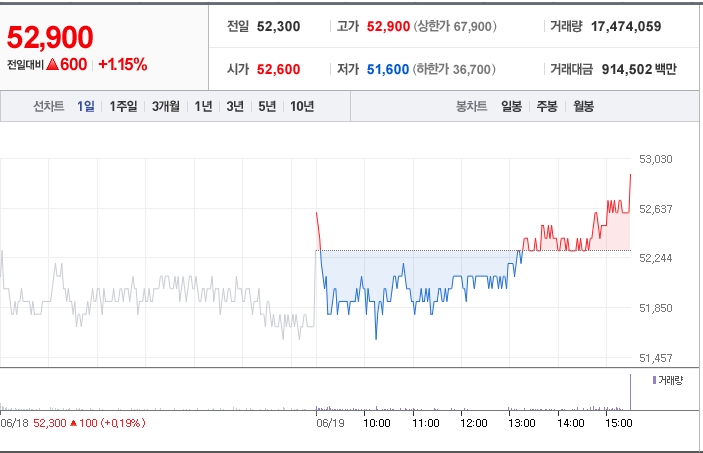 52,900
전일대비 ▲600 +1.15%
전일 52,300 고가 52,900 (상한가 67,900) 거래량 17,474,059
시가 52,600 저가 51,600 (하한가 36,700) 거래대금 914,502 백만
선차트 1일 1주일 3개월 1년 3년 5년 10년 봉차트 일봉 주봉 월봉
53,030
52,637
52,244
51,850
51,457
거래량
06/18 52,300 ▲ 100 (+0.19%) 06/19 10:00 11:00 12:00 13:00 14:00 15:00